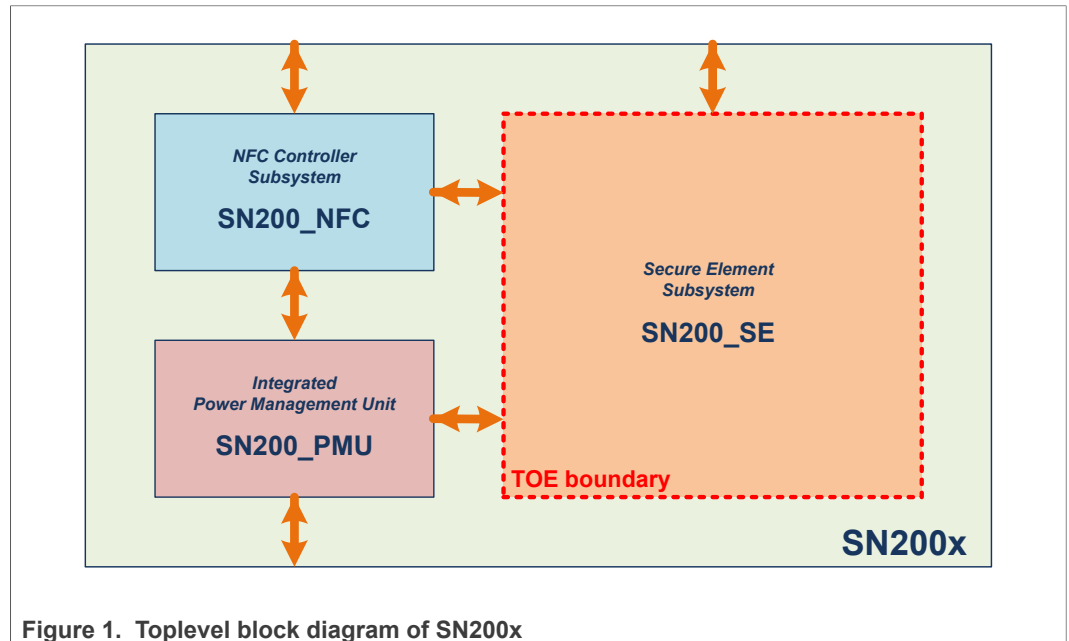 NFC Controller
Subsystem
SN200_NFC
Secure Element
Subsystem
SN200_SE
Integrated
Power Management Unit
SN200_PMU
TOE boundary
SN200x
Figure 1. Toplevel block diagram of SN200x